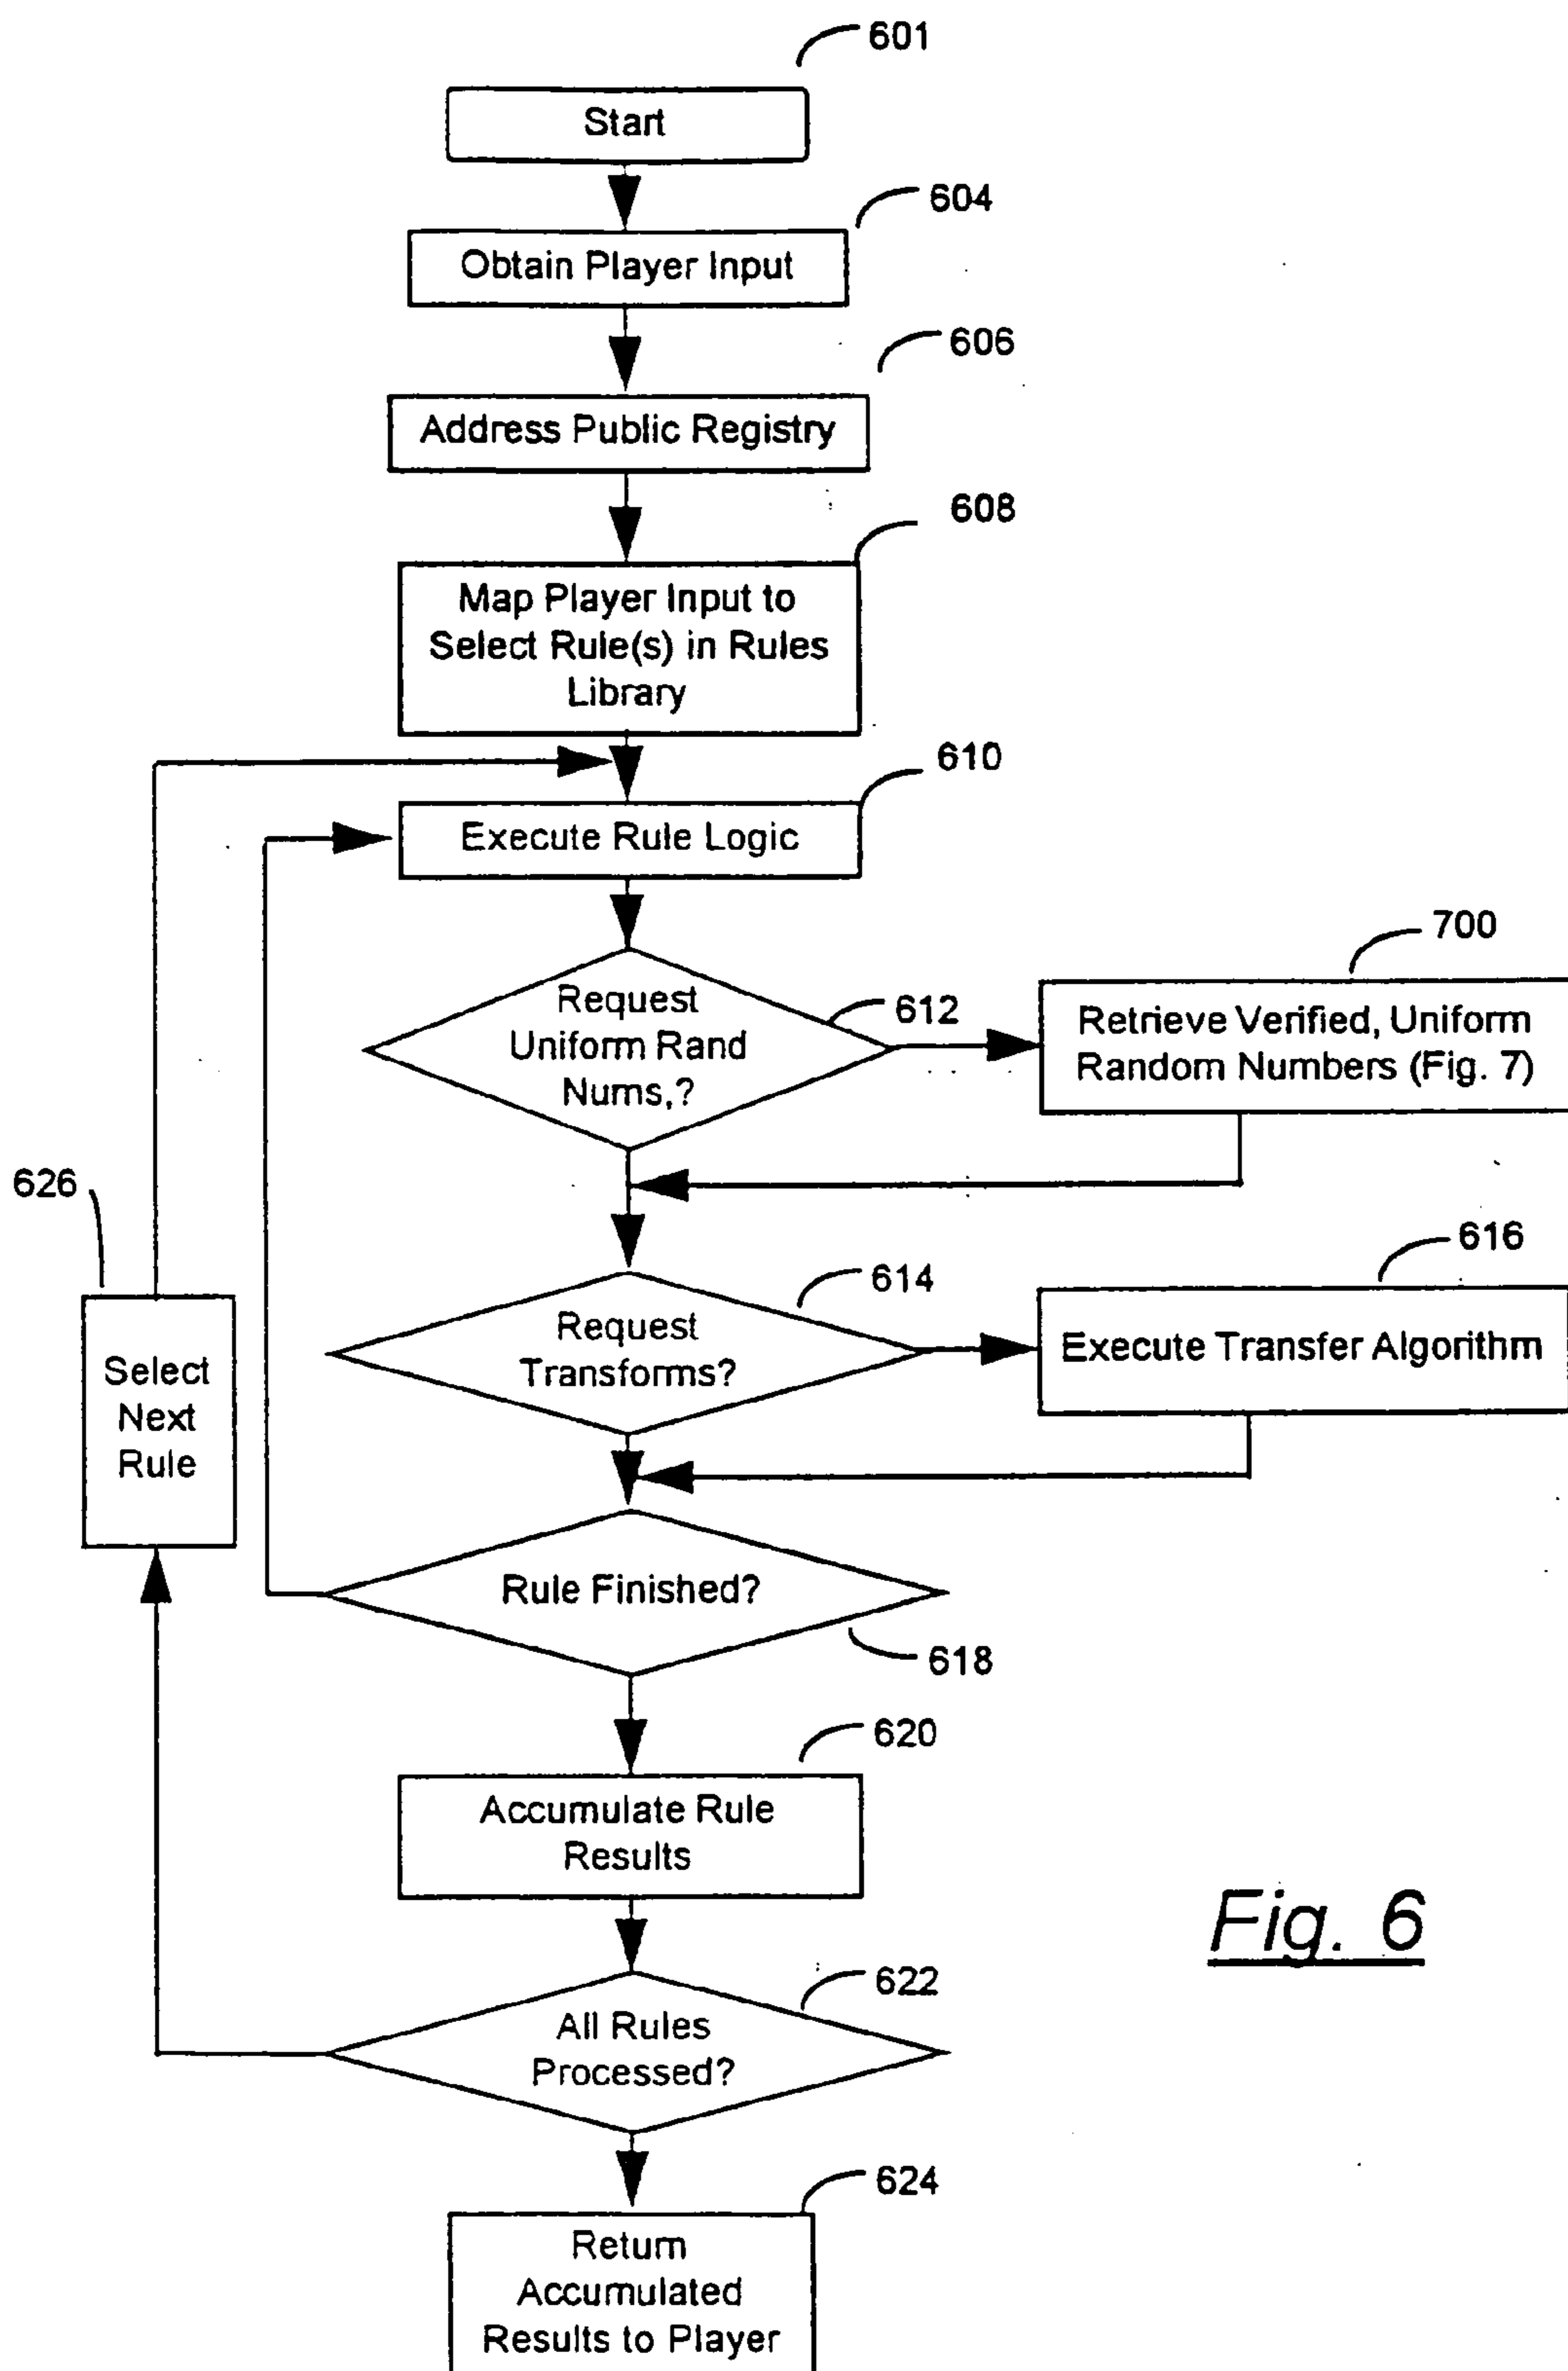 601
Start
604
Obtain Player Input
606
Address Public Registry
608
Map Player Input to
Select Rule(s) in Rules
Library
610
Execute Rule Logic
700
Request
Uniform Rand
Nums,?
612
Retrieve Verified, Uniform
Random Numbers (Fig. 7)
626
616
614
Request
Transforms?
Execute Transfer Algorithm
Select
Next
Rule
Rule Finished?
618
620
Accumulate Rule
Results
Fig. 6
622
All Rules
Processed?
624
Return
Accumulated
Results to Player